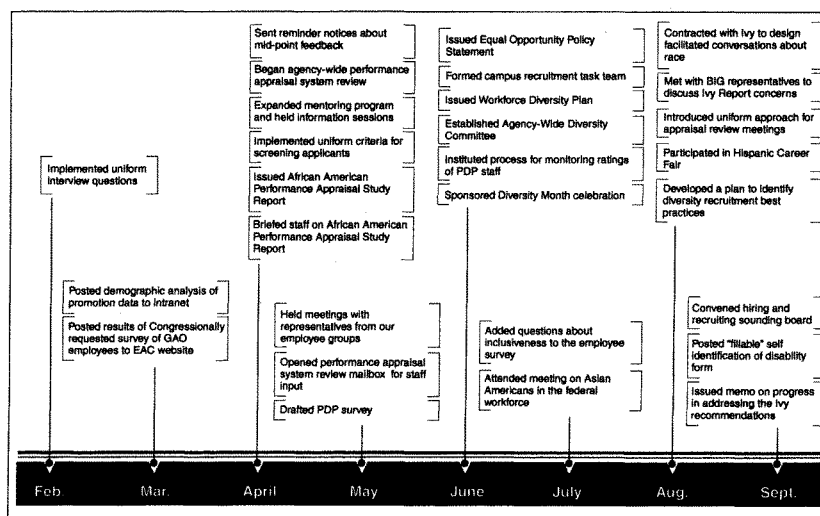 Implemented uniform
interview questions
Posted demographic analysis of
promotion data to Intranet
Posted results of Congressionally
requested survey of GAO
employees to EAC website
Sent reminder notices about
mid-point feedback
Began agency-wide performance
appraisal system review
Expanded mentoring program
and held information sessions
Implemented uniform criteria for
screening applicants
Issued African American
Performance Appraisal Study
Report
Briefed staff on African American
Performance Appraisal Study
Report
Held meetings with
representatives from our
employee groups
Opened performance appraisal
system review mailbox for staff
input
Drafted PDP survey
Issued Equal Opportunity Policy
Statement
Formed campus recruitment task team
Issued Workforce Diversity Plan
Established Agency-Wide Diversity
Committee
Instituted process for monitoring ratings
of PDP staff
Sponsored Diversity Month celebration
Added questions about
inclusiveness to the employee
survey
Attended meeting on Asian
Americans in the federal
workforce
Contracted with Ivy to design
facilitated conversations about
race
Met with BIG representatives to
discuss Ivy Report concerns
Introduced uniform approach for
appraisal review meetings
Participated in Hispanic Career
Fair
Developed a plan to identify
diversity recruitment best
practices
Convened hiring and
recruiting sounding board
Posted "fillable" self
identification of disability
form
Issued memo on progress
in addressing the Ivy
recommendations
Feb. Mar. April May June July Aug. Sept.